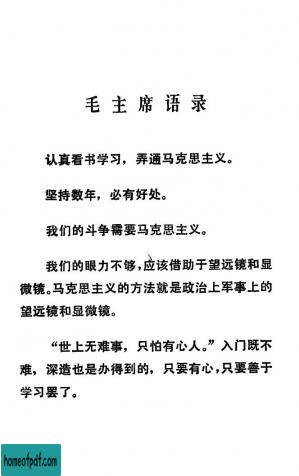 毛主席语录
认真看书学习，弄通马克思主义。
坚持数年，必有好处。
我们的斗争需要马克思主义。
我们的眼力不够，应该借助于望远镜和显
微镜。马克思主义的方法就是政治上军事上的
望远镜和显微镜。
“世上无难事，只怕有心人。”入门既不
难，深造也是办得到的，只要有心，只要善于
学习罢了。
homeofpdf.com